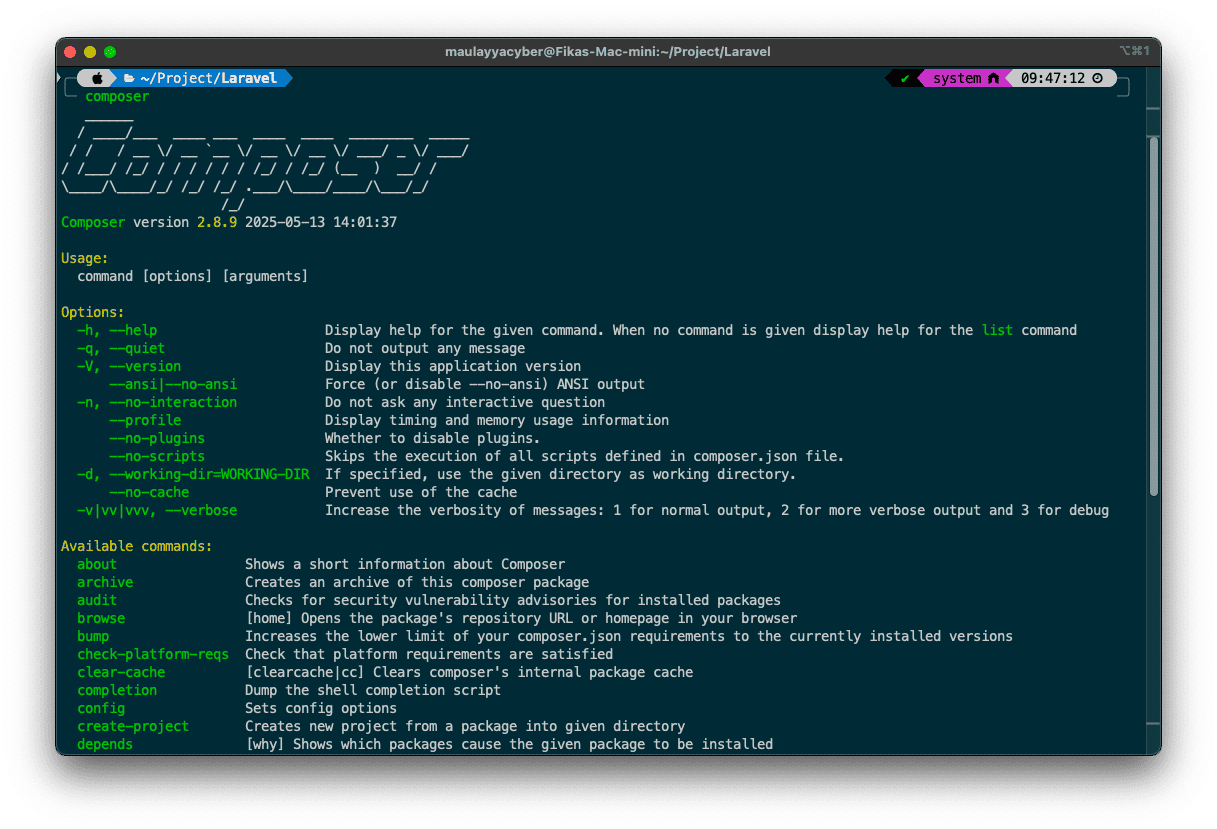 maulayyacyber@Fikas-Mac-mini:~/Project/Laravel ⌥⌘1
~/Project/Laravel ✔ system 09:47:12
composer
Composer
Composer version 2.8.9 2025-05-13 14:01:37
Usage:
command [options] [arguments]
Options:
-h, --help Display help for the given command. When no command is given display help for the list command
-q, --quiet Do not output any message
-V, --version Display this application version
--ansi|--no-ansi Force (or disable --no-ansi) ANSI output
-n, --no-interaction Do not ask any interactive question
--profile Display timing and memory usage information
--no-plugins Whether to disable plugins.
--no-scripts Skips the execution of all scripts defined in composer.json file.
-d, --working-dir=WORKING-DIR If specified, use the given directory as working directory.
--no-cache Prevent use of the cache
-v|vv|vvv, --verbose Increase the verbosity of messages: 1 for normal output, 2 for more verbose output and 3 for debug
Available commands:
about Shows a short information about Composer
archive Creates an archive of this composer package
audit Checks for security vulnerability advisories for installed packages
browse [home] Opens the package's repository URL or homepage in your browser
bump Increases the lower limit of your composer.json requirements to the currently installed versions
check-platform-reqs Check that platform requirements are satisfied
clear-cache [clearcache|cc] Clears composer's internal package cache
completion Dump the shell completion script
config Sets config options
create-project Creates new project from a package into given directory
depends [why] Shows which packages cause the given package to be installed